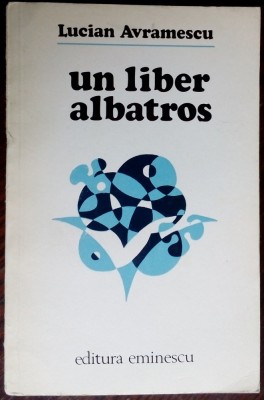 Lucian Avramescu
un liber
albatros
editura eminescu